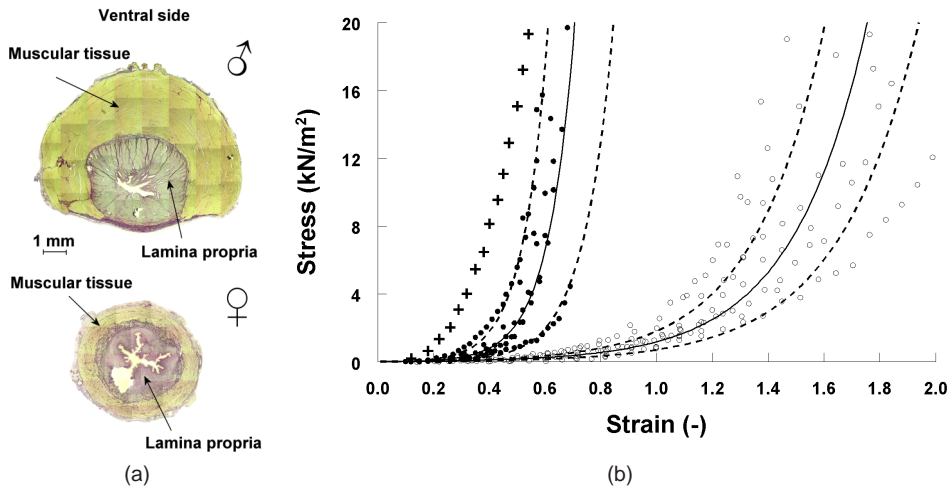 Ventral side
Muscular tissue
♂
1 mm
Lamina propria
Muscular tissue
♀
Lamina propria
(a)
Stress (kN/m²)
20
16
12
8
4
0
0.0 0.2 0.4 0.6 0.8 1.0 1.2 1.4 1.6 1.8 2.0
Strain (-)
(b)